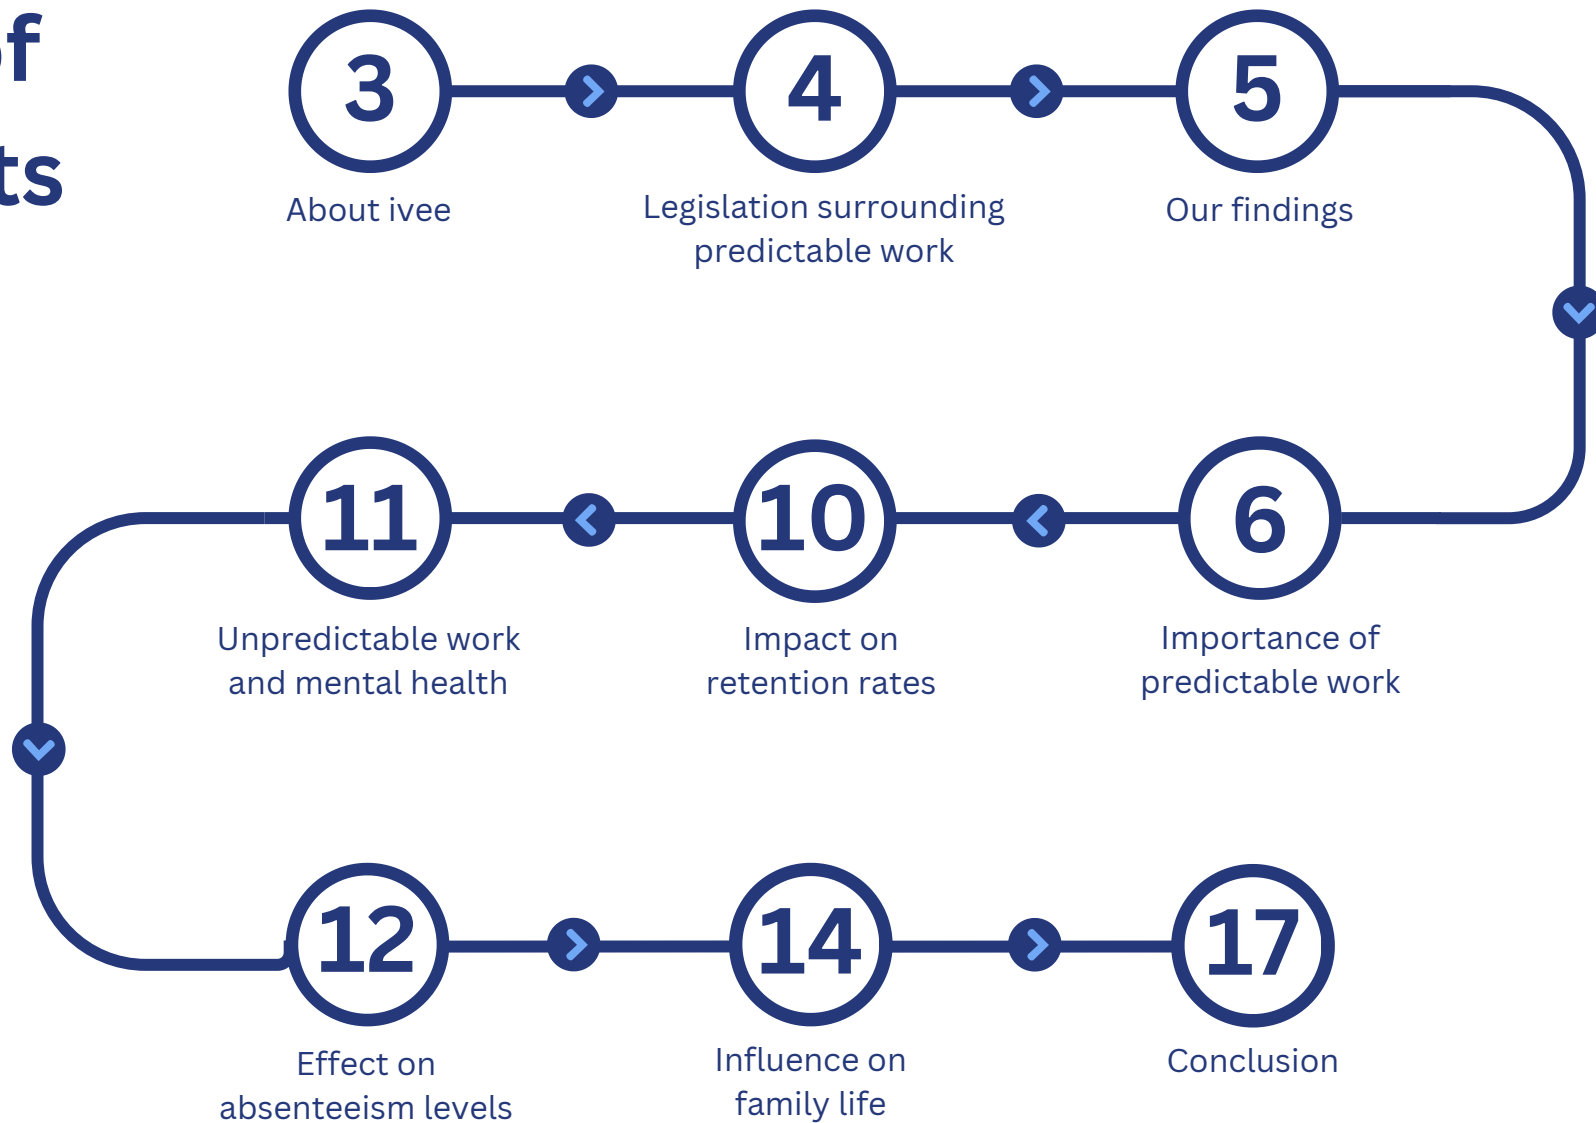 of
ts
3
About ivee
4
Legislation surrounding
predictable work
5
Our findings
6
Importance of
predictable work
10
Impact on
retention rates
11
Unpredictable work
and mental health
12
Effect on
absenteeism levels
14
Influence on
family life
17
Conclusion